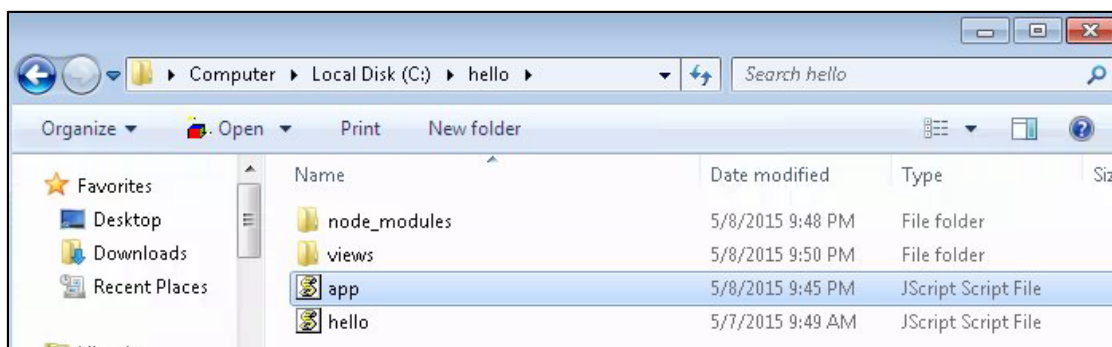 Computer Local Disk (C:) hello Search hello
Organize Open Print New folder
Favorites Name Date modified Type
Desktop node_modules 5/8/2015 9:48 PM File folder
Downloads views 5/8/2015 9:50 PM File folder
Recent Places app 5/8/2015 9:45 PM JScript Script File
hello 5/7/2015 9:49 AM JScript Script File